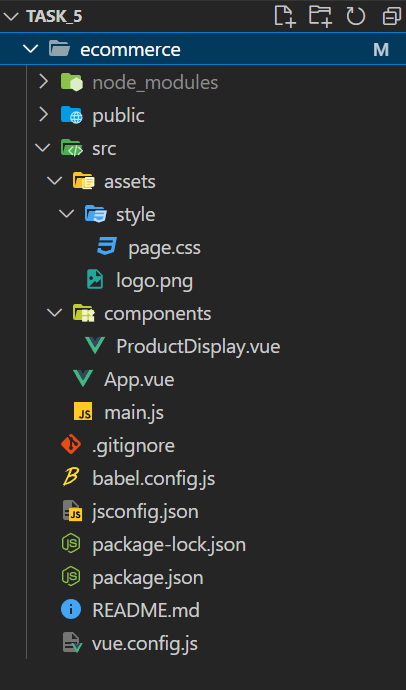 TASK_5
ecommerce M
node_modules
public
src
assets
style
page.css
logo.png
components
ProductDisplay.vue
App.vue
main.js
.gitignore
babel.config.js
jsconfig.json
package-lock.json
package.json
README.md
vue.config.js